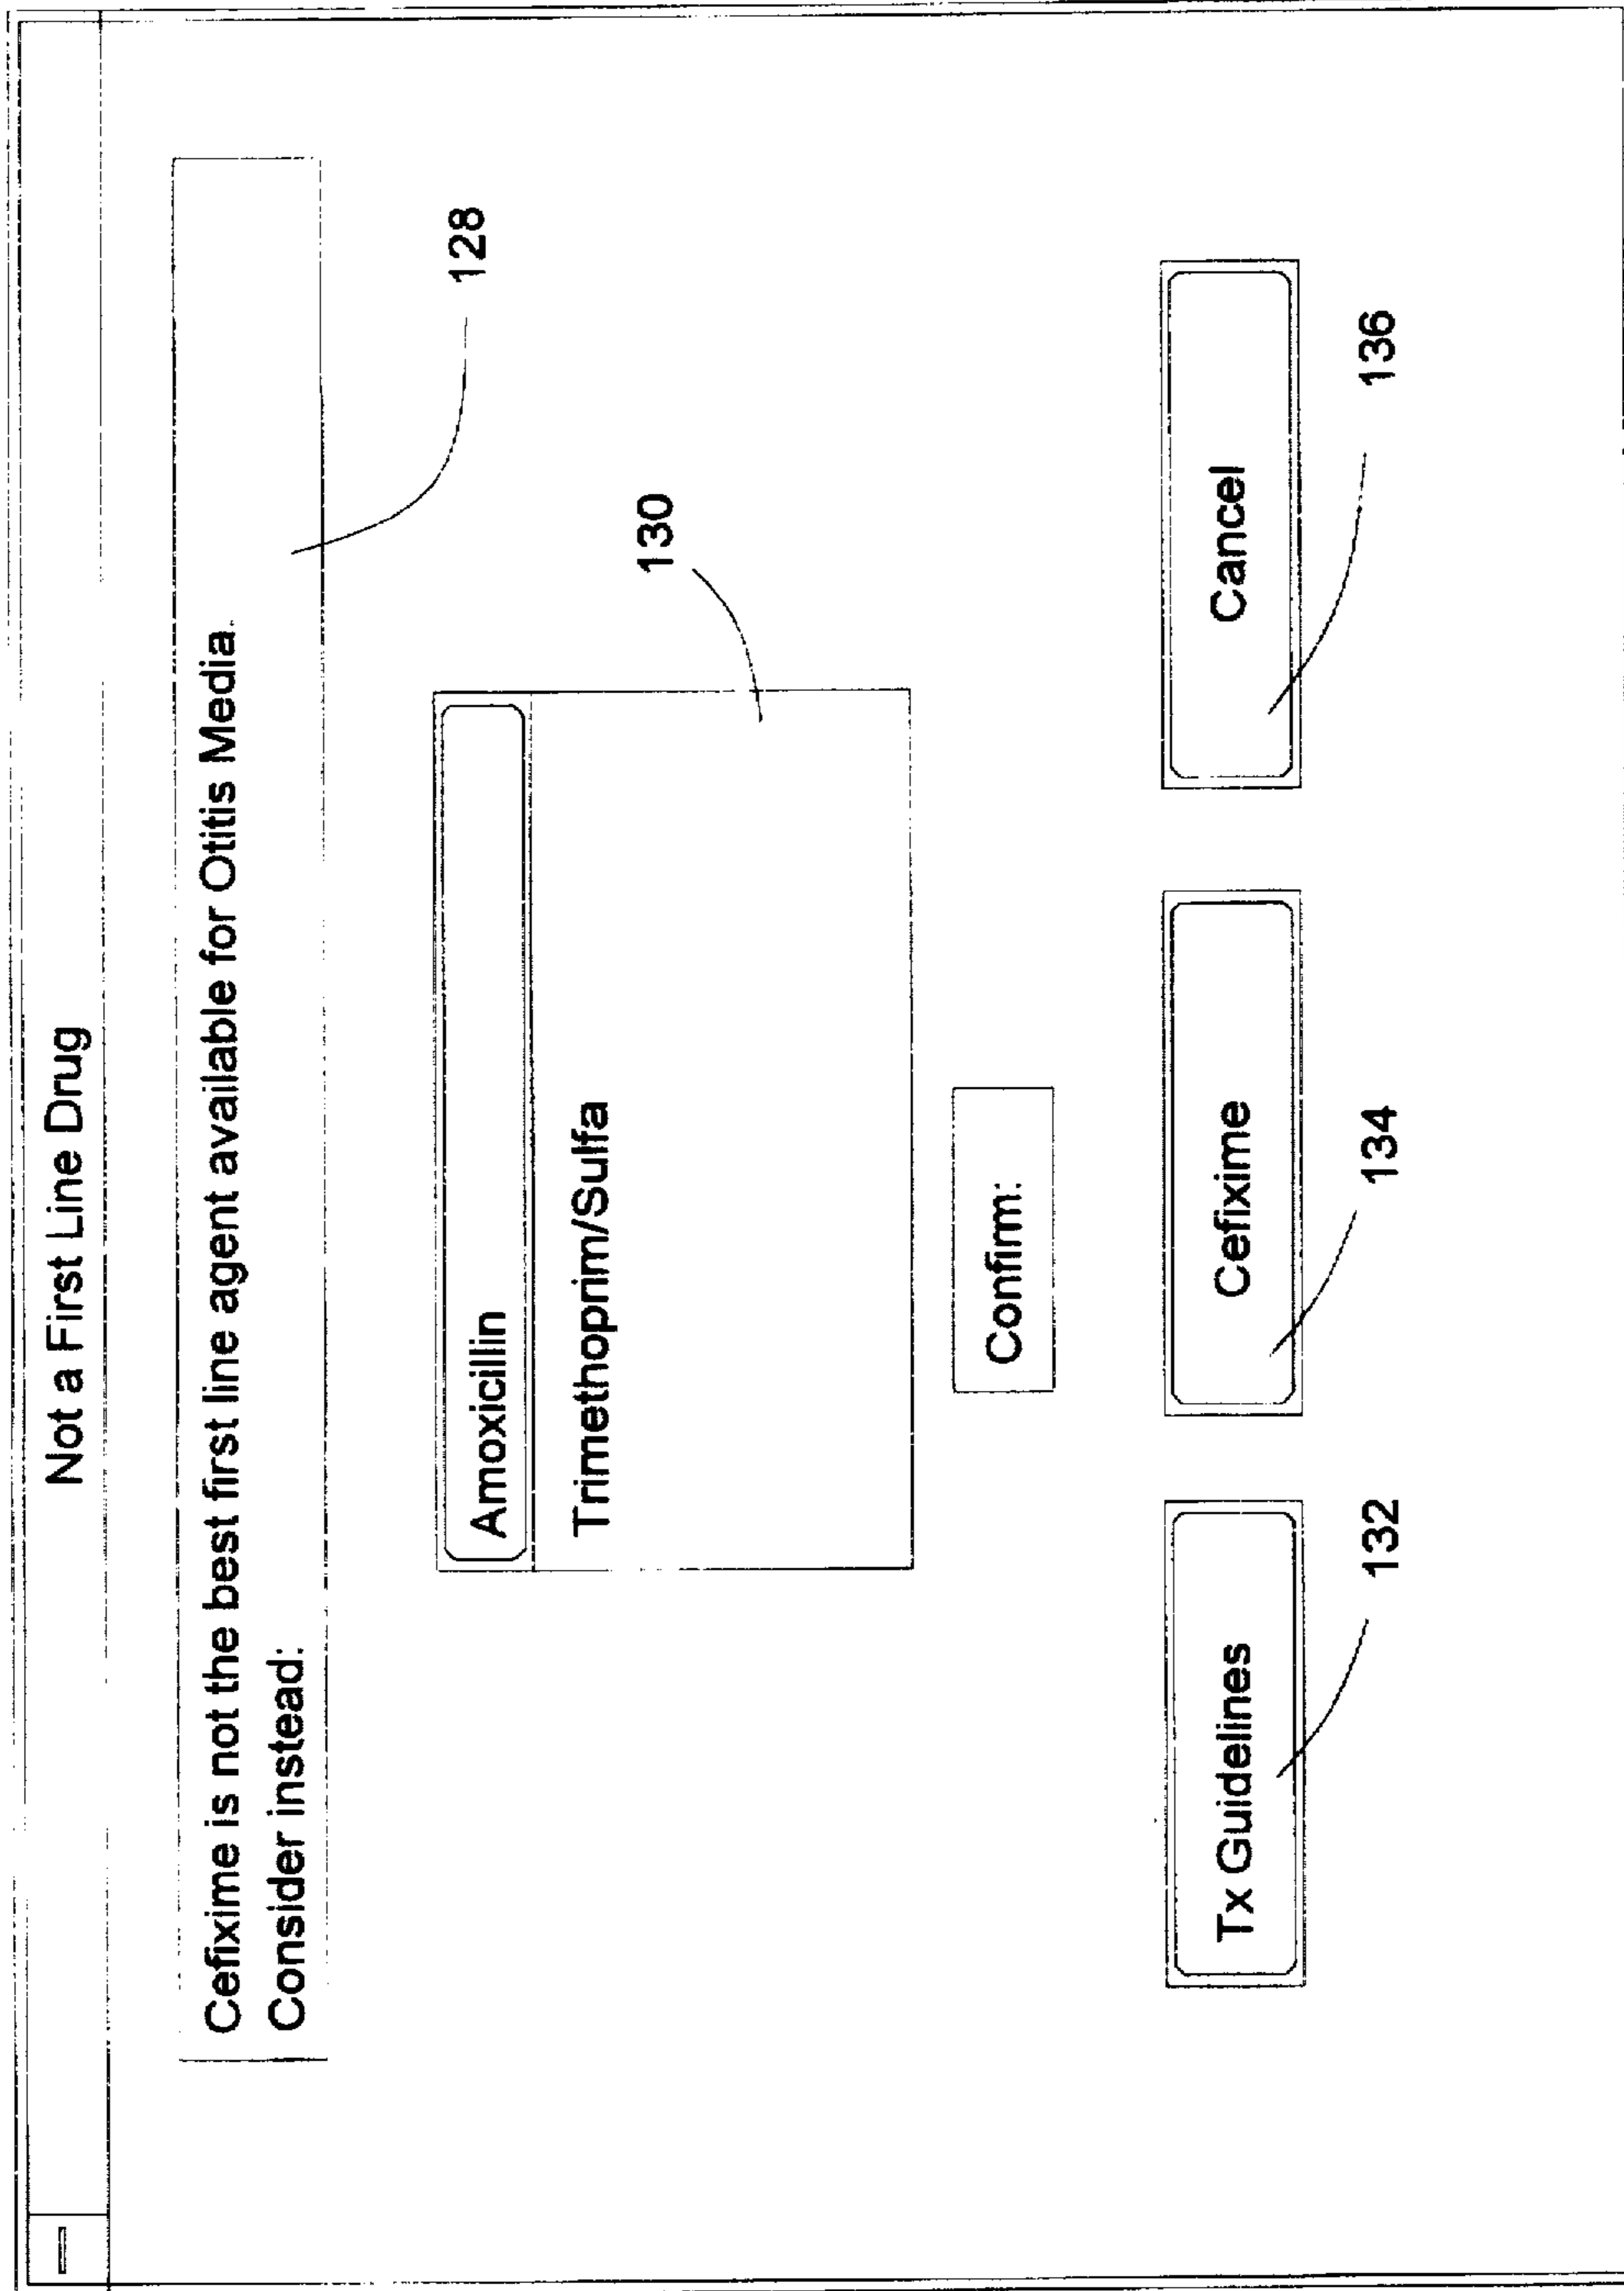 Not a First Line Drug
Cefixime is not the best first line agent available for Otitis Media.
Consider instead:
128
Amoxicillin
130
Trimethoprim/Sulfa
Confirm:
Tx Guidelines
Cefixime
Cancel
132
134
136